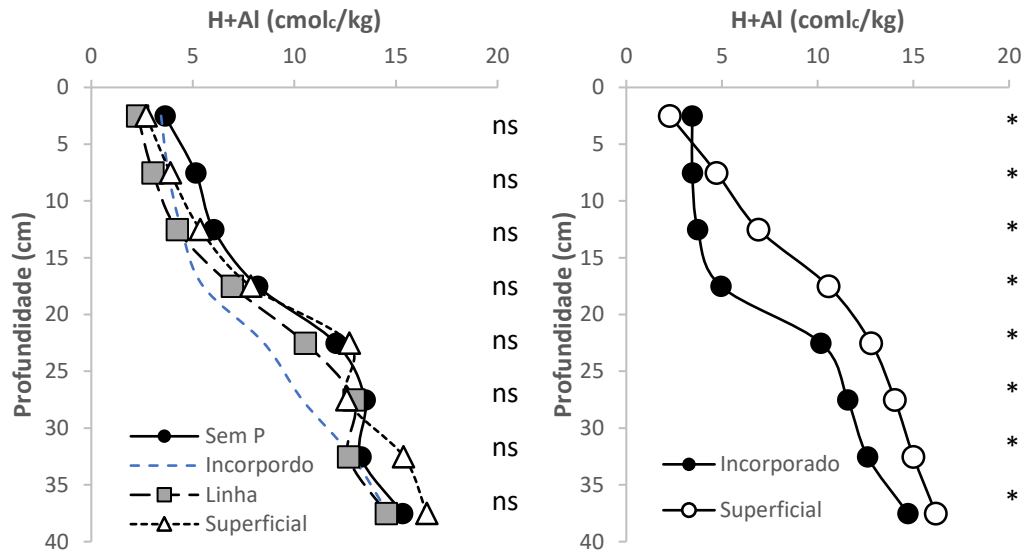 H+Al (cmolc/kg)
0 5 10 15 20
0
5
10
15
20
25
30
35
40
Profundidade (cm)
ns
ns
ns
ns
ns
ns
ns
ns
Sem P
Incorpordo
Linha
Superficial
H+Al (comlc/kg)
0 5 10 15 20
0
5
10
15
20
25
30
35
40
Profundidade (cm)
*
*
*
*
*
*
*
*
Incorporado
Superficial